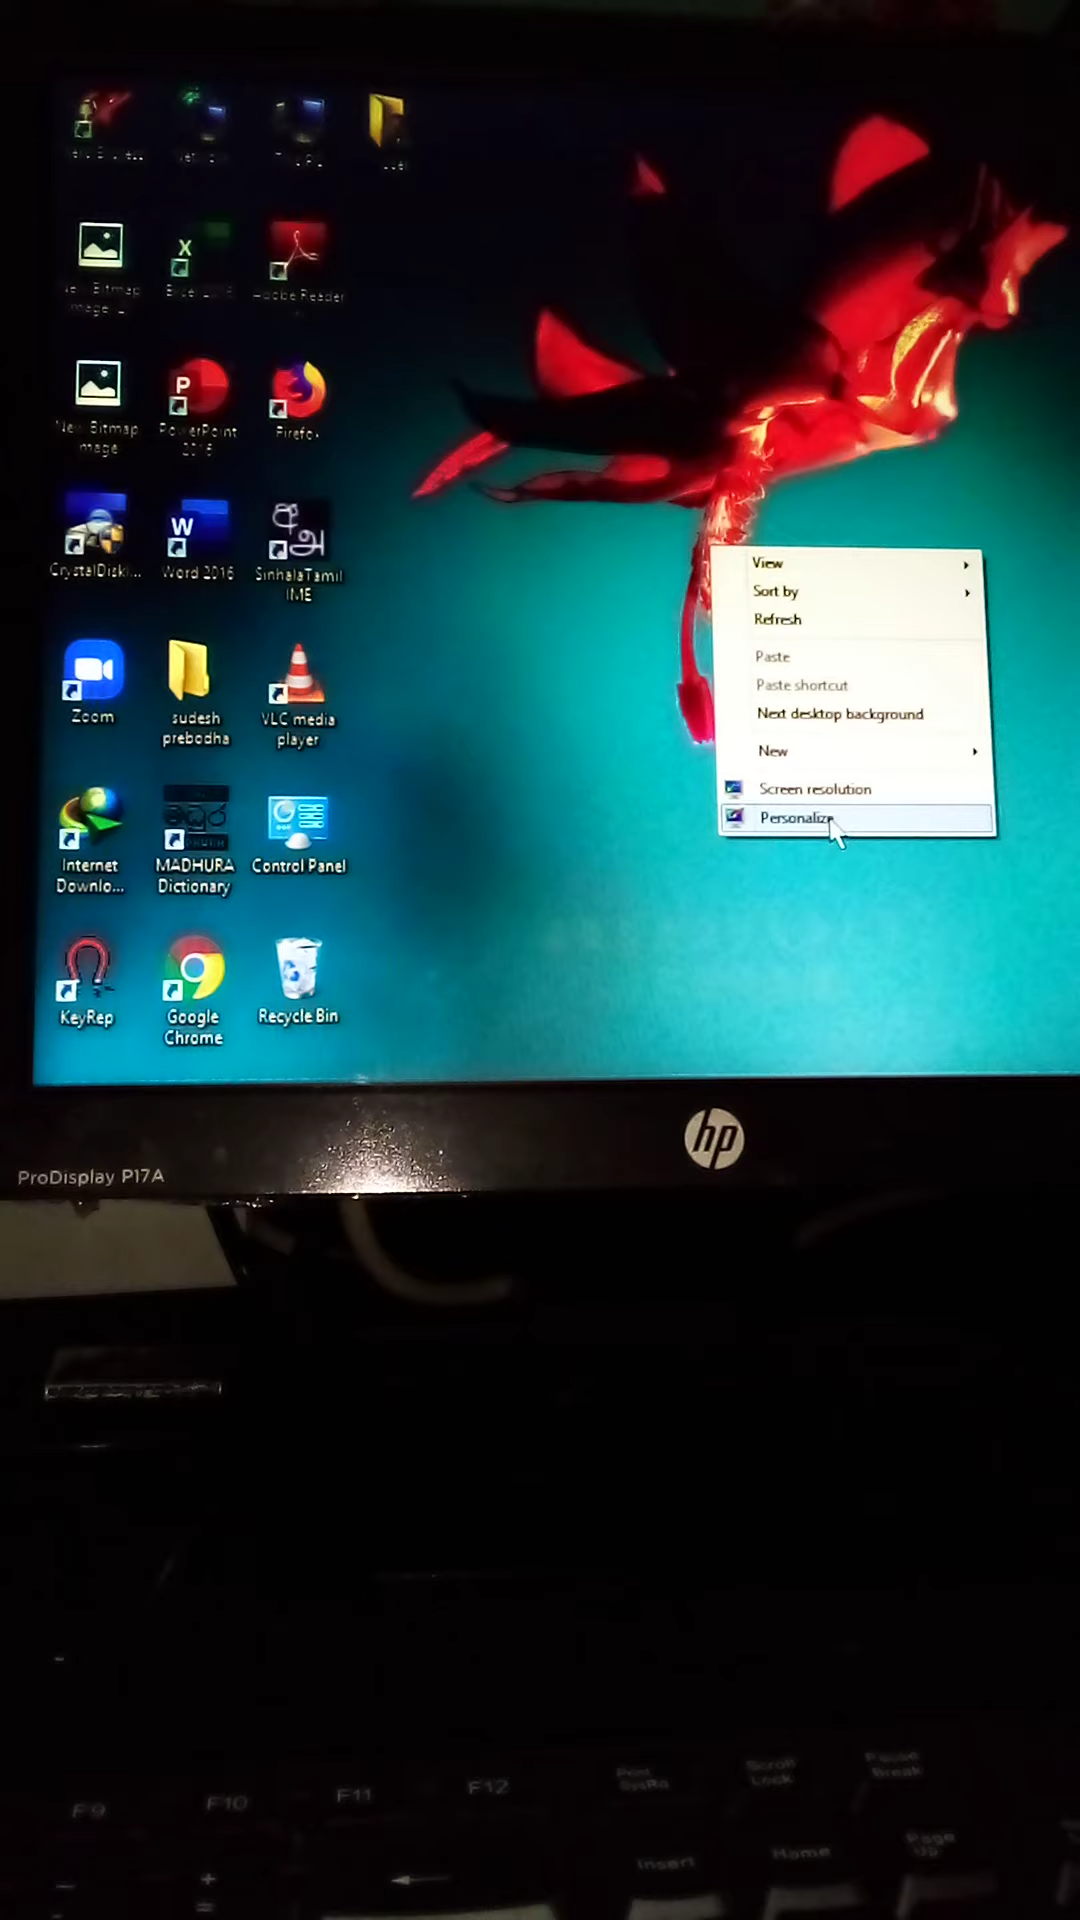 New Bitmap
Adobe Reader
New Bitmap
Image
PowerPoint
2016
Firefox
CrystalDiskI...
W
Word 2016
අ
அ
SinhalaTamil
IME
Zoom
sudesh
prebodha
VLC media
player
Internet
Downlo...
මධුර
MADHURA
Dictionary
Control Panel
KeyRep
Google
Chrome
Recycle Bin
View
Sort by
Refresh
Paste
Paste shortcut
Next desktop background
New
Screen resolution
Personalize
hp
ProDisplay P17A
F9
F10
F11
F12
Print
SysRq
Scroll
Lock
Pause
Break
Insert
Home
Page
Up